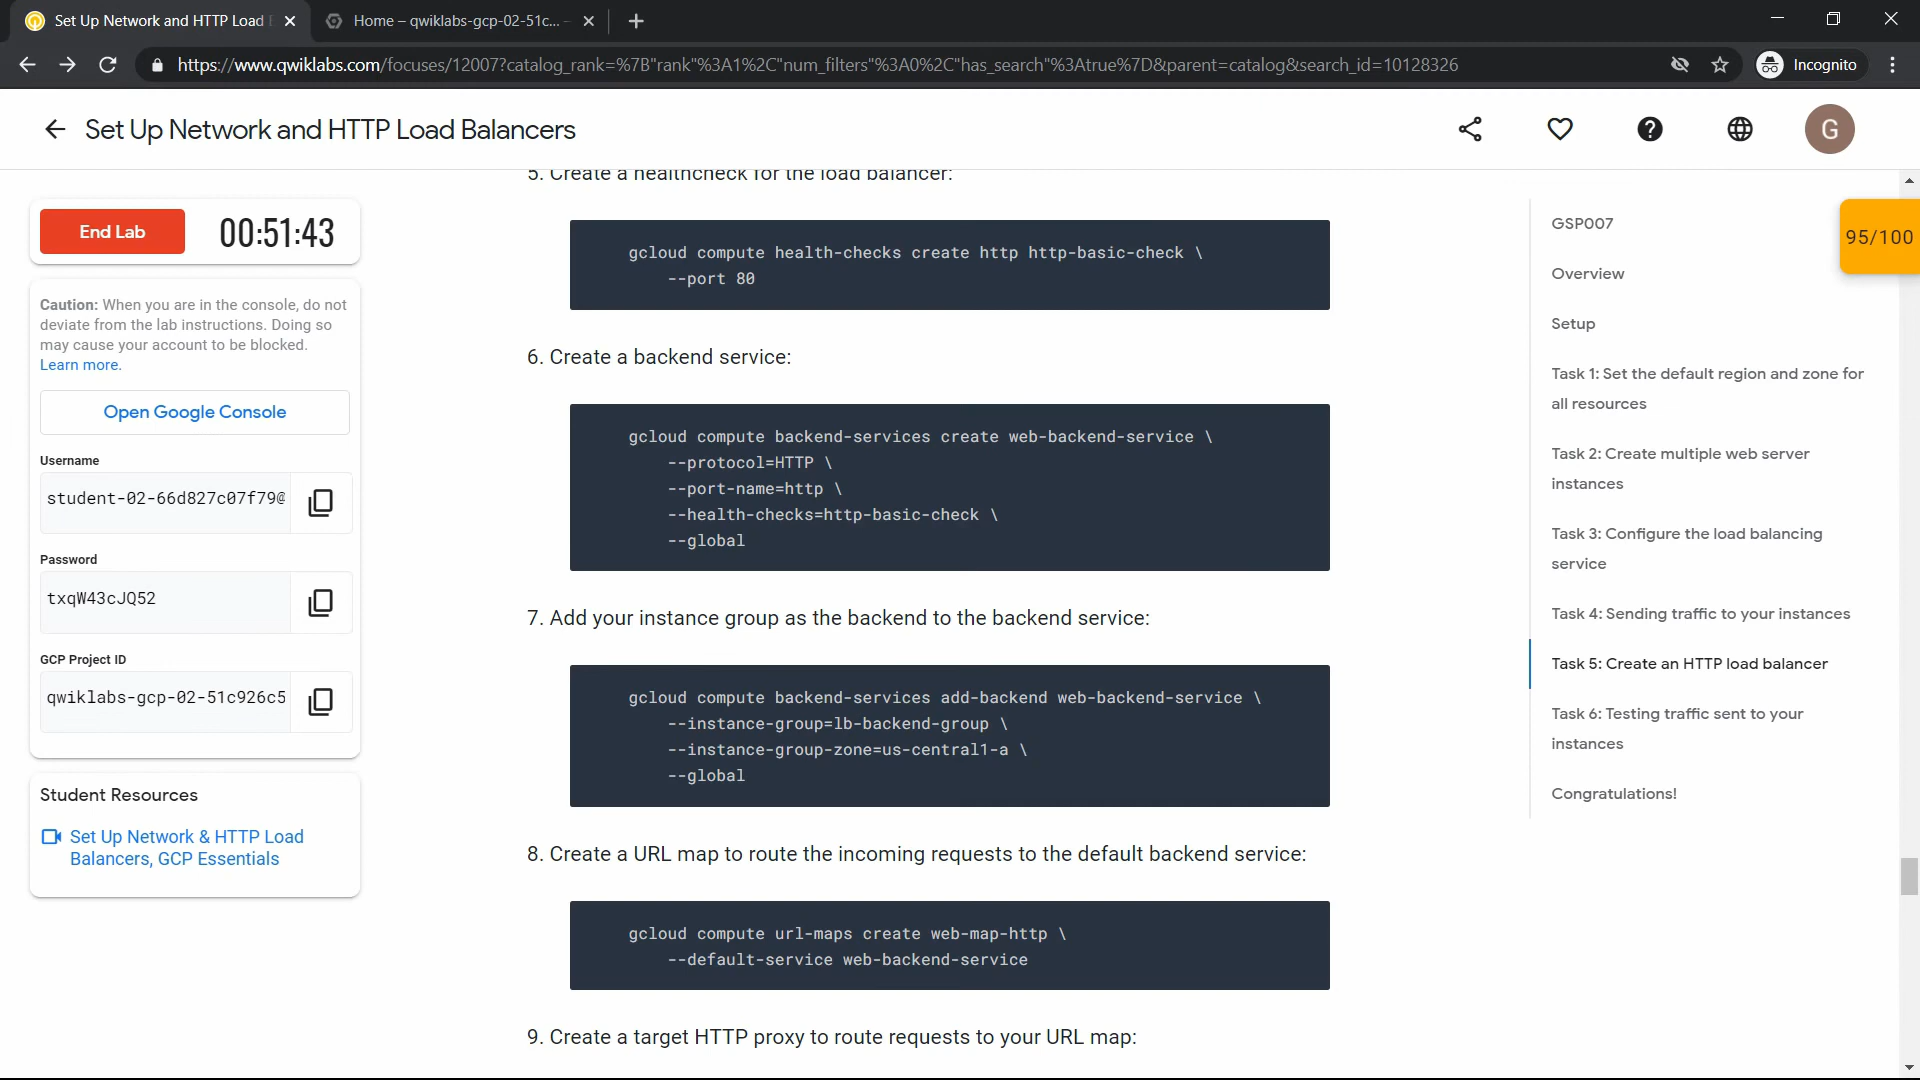 Set Up Network and HTTP Load B
Home – qwiklabs-gcp-02-51c... –
https://www.qwiklabs.com/focuses/12007?catalog_rank=%7B"rank"%3A1%2C"num_filters"%3A0%2C"has_search"%3Atrue%7D&parent=catalog&search_id=10128326
Incognito
Set Up Network and HTTP Load Balancers
G
5. Create a healthcheck for the load balancer:
End Lab
00:51:43
gcloud compute health-checks create http http-basic-check \
--port 80
Caution: When you are in the console, do not
deviate from the lab instructions. Doing so
may cause your account to be blocked.
Learn more.
Open Google Console
Username
student-02-66d827c07f79@
Password
txqW43cJQ52
GCP Project ID
qwiklabs-gcp-02-51c926c5
Student Resources
Set Up Network & HTTP Load
Balancers, GCP Essentials
6. Create a backend service:
gcloud compute backend-services create web-backend-service \
--protocol=HTTP \
--port-name=http \
--health-checks=http-basic-check \
--global
7. Add your instance group as the backend to the backend service:
gcloud compute backend-services add-backend web-backend-service \
--instance-group=lb-backend-group \
--instance-group-zone=us-central1-a \
--global
8. Create a URL map to route the incoming requests to the default backend service:
gcloud compute url-maps create web-map-http \
--default-service web-backend-service
9. Create a target HTTP proxy to route requests to your URL map:
GSP007
95/100
Overview
Setup
Task 1: Set the default region and zone for
all resources
Task 2: Create multiple web server
instances
Task 3: Configure the load balancing
service
Task 4: Sending traffic to your instances
Task 5: Create an HTTP load balancer
Task 6: Testing traffic sent to your
instances
Congratulations!